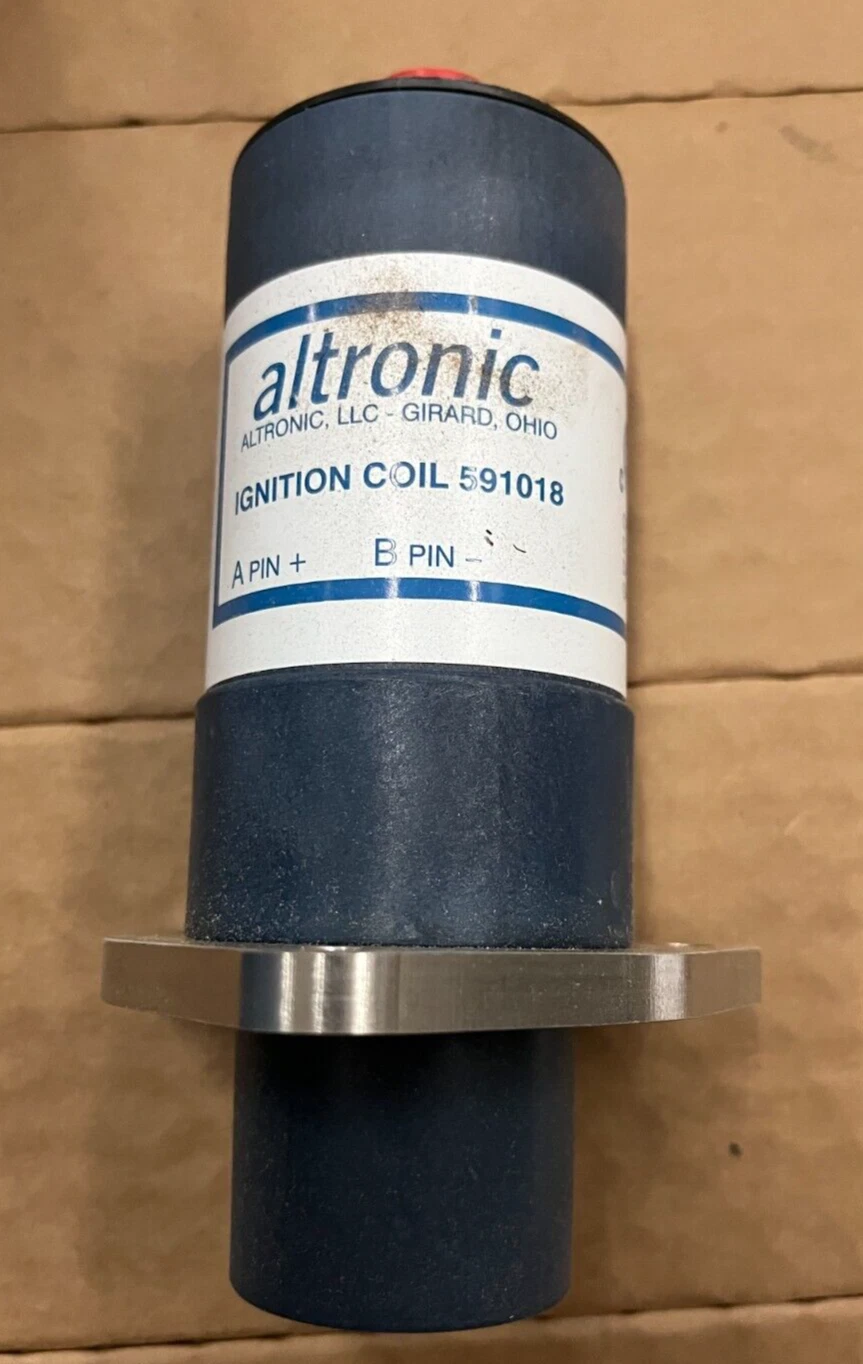 altronic
ALTRONIC, LLC - GIRARD, OHIO
IGNITION COIL 591018
A PIN + B PIN -